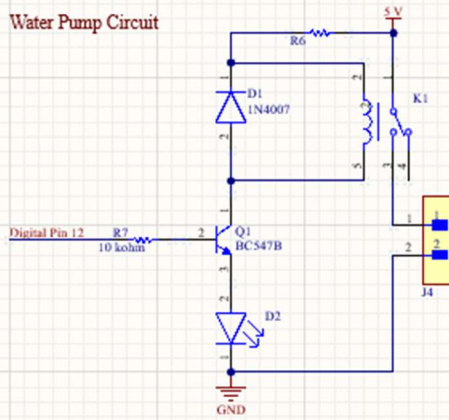 Water Pump Circuit
5 V
R6
1
2
1
D1
1N4007
K1
2
5
3
4
1
Digital Pin 12
R7
10 kohm
2
Q1
BC547B
1
1
3
2
2
2
D2
J4
1
GND